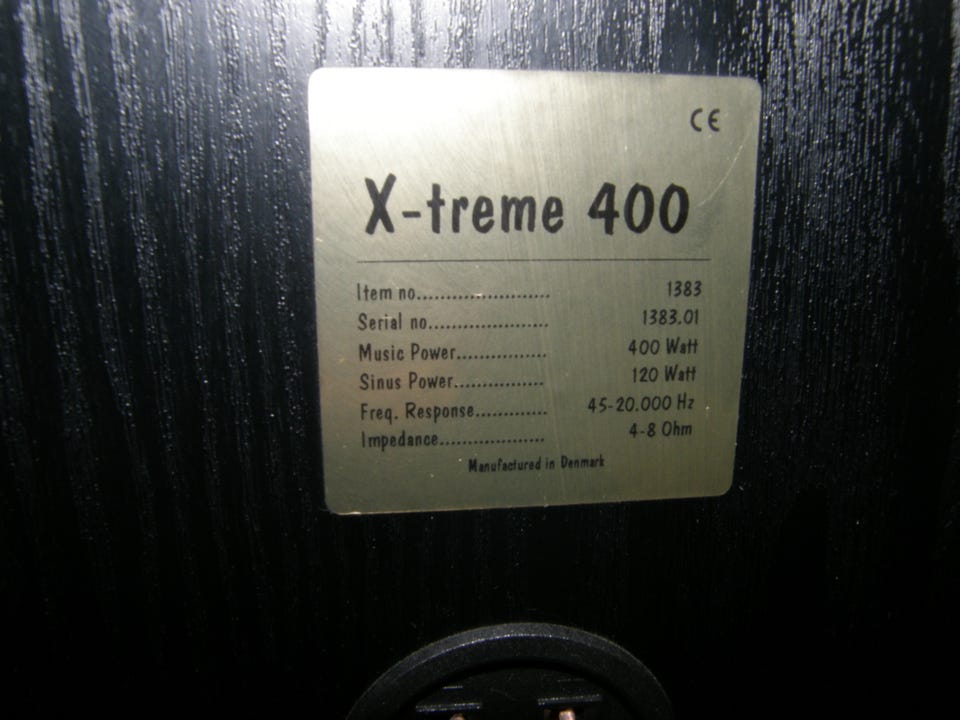 CE
X-treme 400
Item no....................... 1383
Serial no.................... 1383.01
Music Power............... 400 Watt
Sinus Power............... 120 Watt
Freq. Response............ 45-20.000 Hz
Impedance.................. 4-8 Ohm
Manufactured in Denmark